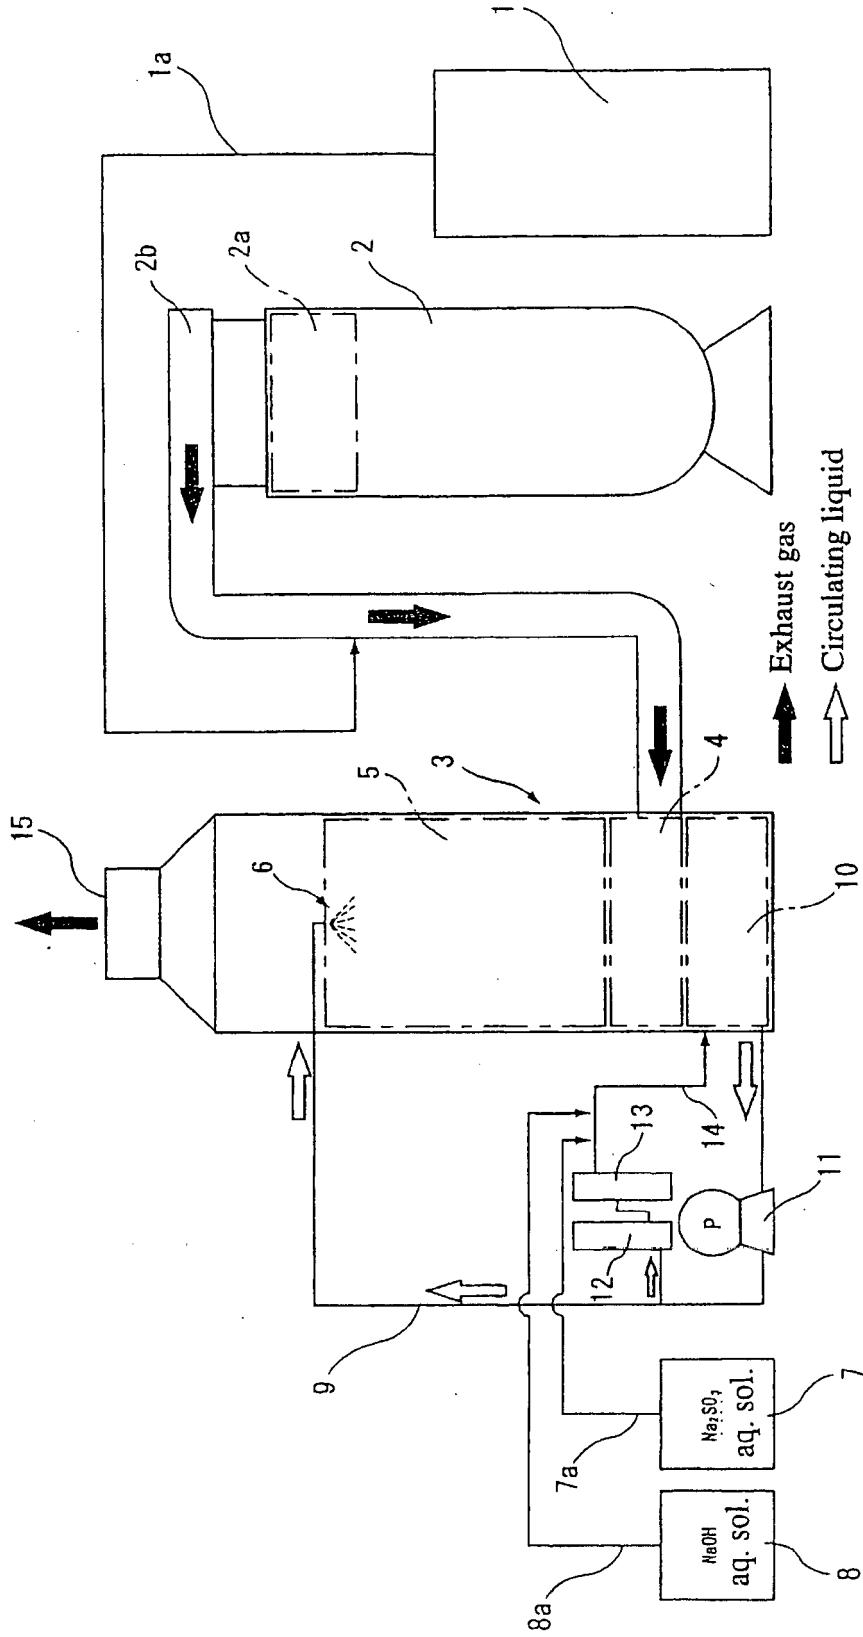 1
1a
2b
2a
2
3
4
5
6
15
10
13
14
12
11
P
9
7a
8a
Na₂SO₃
aq. sol.
7
NaOH
aq. sol.
8
Exhaust gas
Circulating liquid